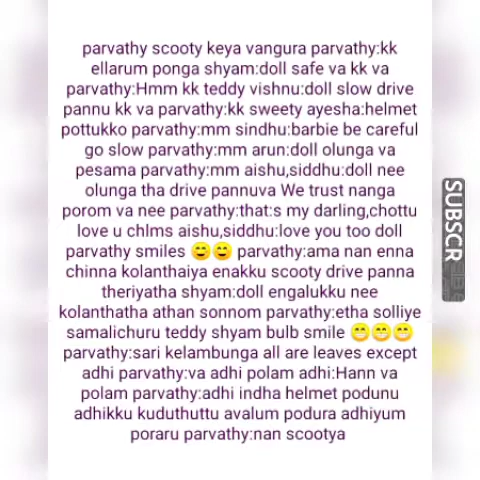 parvathy scooty keya vangura parvathy:kk
ellarum ponga shyam:doll safe va kk va
parvathy:Hmm kk teddy vishnu:doll slow drive
pannu kk va parvathy:kk sweety ayesha:helmet
pottukko parvathy:mm sindhu:barbie be careful
go slow parvathy:mm arun:doll olunga va
pesama parvathy:mm aishu,siddhu:doll nee
olunga tha drive pannuva We trust nanga
porom va nee parvathy:that:s my darling,chottu
love u chlms aishu,siddhu:love you too doll
parvathy smiles 😄😄 parvathy:ama nan enna
chinna kolanthaiya enakku scooty drive panna
theriyatha shyam:doll engalukku nee
kolanthatha athan sonnom parvathy:etha solliye
samalichuru teddy shyam bulb smile 😁😁😁
parvathy:sari kelambunga all are leaves except
adhi parvathy:va adhi polam adhi:Hann va
polam parvathy:adhi indha helmet podunu
adhikku kuduthuttu avalum podura adhiyum
poraru parvathy:nan scootya
SUBSCR